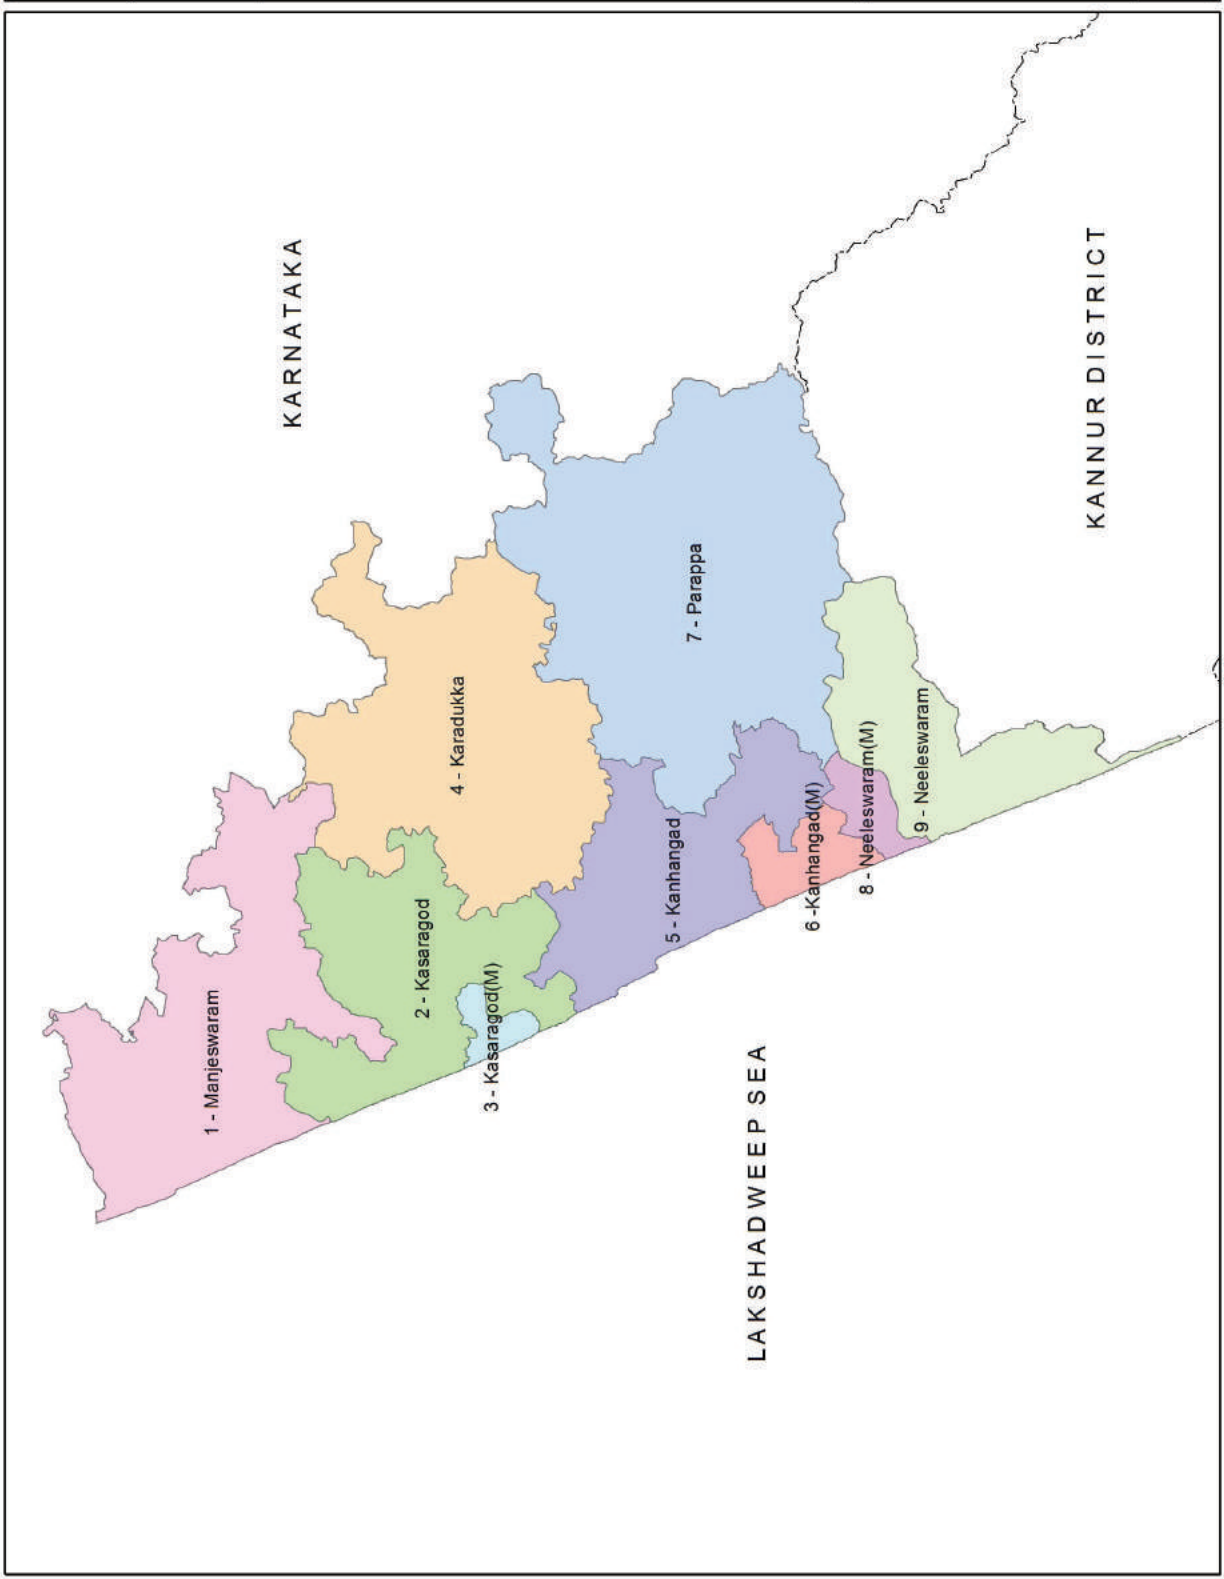 KARNATAKA
1 - Manjeswaram
2 - Kasaragod
3 - Kasaragod(M)
4 - Karadukka
5 - Kanhangad
6 -Kanhangad(M)
7 - Parappa
8 - Neeleswaram(M)
9 - Neeleswaram
LAKSHADWEEP SEA
KANNUR DISTRICT